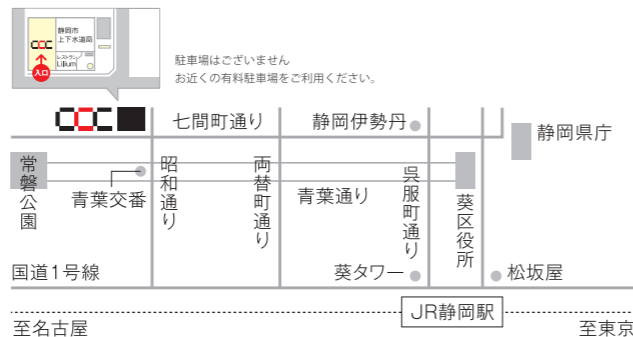 静岡市
上下水道局
CCC
レストラン
Lilium
入口
駐車場はございません
お近くの有料駐車場をご利用ください。
CCC
七間町通り
静岡伊勢丹
静岡県庁
常磐公園
昭和通り
両替町通り
呉服町通り
葵区役所
青葉交番
青葉通り
国道1号線
葵タワー
松坂屋
JR静岡駅
至名古屋
至東京